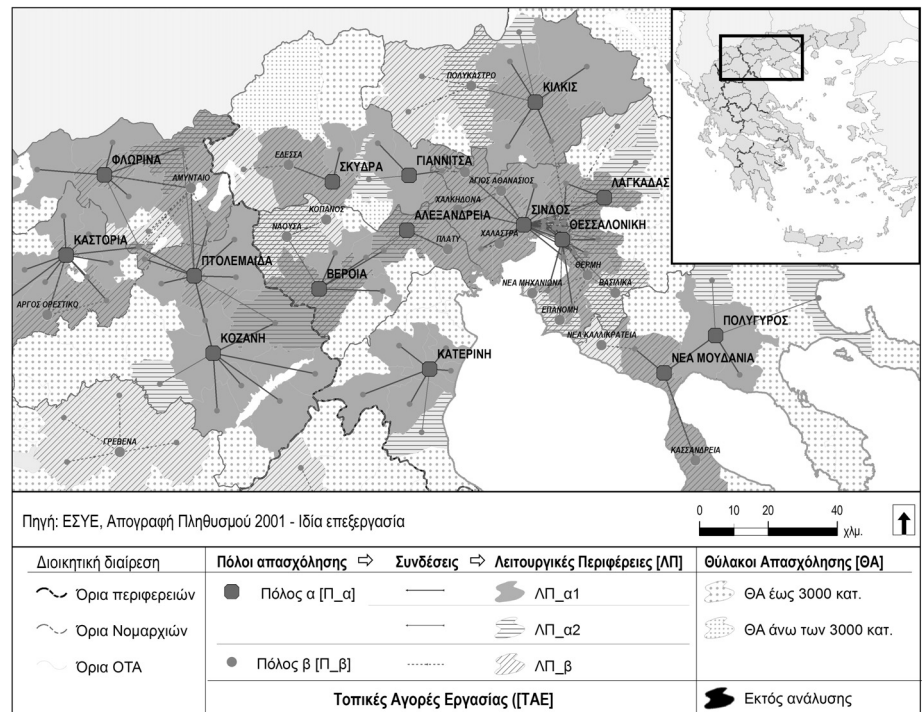 ΠΟΛΥΚΑΣΤΡΟ
ΚΙΛΚΙΣ
ΦΛΩΡΙΝΑ
ΑΜΥΝΤΑΙΟ
ΕΔΕΣΣΑ
ΣΚΥΔΡΑ
ΓΙΑΝΝΙΤΣΑ
ΑΓΙΟΣ ΑΘΑΝΑΣΙΟΣ
ΛΑΓΚΑΔΑΣ
ΚΟΠΑΝΟΣ
ΧΑΛΚΗΔΟΝΑ
ΝΑΟΥΣΑ
ΑΛΕΞΑΝΔΡΕΙΑ
ΣΙΝΔΟΣ
ΘΕΣΣΑΛΟΝΙΚΗ
ΚΑΣΤΟΡΙΑ
ΠΛΑΤΥ
ΧΑΛΑΣΤΡΑ
ΠΤΟΛΕΜΑΙΔΑ
ΒΕΡΟΙΑ
ΘΕΡΜΗ
ΝΕΑ ΜΗΧΑΝΙΩΝΑ
ΒΑΣΙΛΙΚΑ
ΑΡΓΟΣ ΟΡΕΣΤΙΚΟ
ΕΠΑΝΟΜΗ
ΠΟΛΥΓΥΡΟΣ
ΝΕΑ ΚΑΛΛΙΚΡΑΤΕΙΑ
ΚΟΖΑΝΗ
ΚΑΤΕΡΙΝΗ
ΝΕΑ ΜΟΥΔΑΝΙΑ
ΓΡΕΒΕΝΑ
ΚΑΣΣΑΝΔΡΕΙΑ
Πηγή: ΕΣΥΕ, Απογραφή Πληθυσμού 2001 - Ιδία επεξεργασία
0 10 20 40
χλμ.
Διοικητική διαίρεση
Όρια περιφερειών
Όρια Νομαρχιών
Όρια ΟΤΑ
Πόλοι απασχόλησης ⇨ Συνδέσεις ⇨ Λειτουργικές Περιφέρειες [ΛΠ]
Πόλος α [Π_α] ΛΠ_α1
ΛΠ_α2
Πόλος β [Π_β] ΛΠ_β
Τοπικές Αγορές Εργασίας ([ΤΑΕ]
Θύλακοι Απασχόλησης [ΘΑ]
ΘΑ έως 3000 κατ.
ΘΑ άνω των 3000 κατ.
Εκτός ανάλυσης